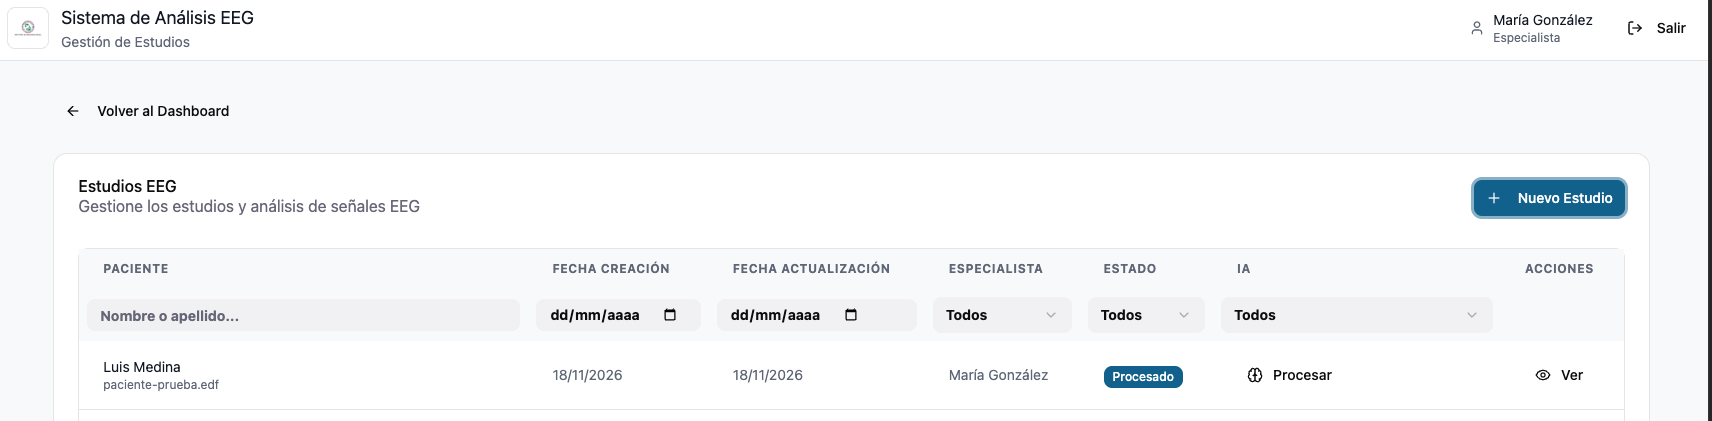 Sistema de Análisis EEG
Gestión de Estudios
María González
Especialista
Salir
Volver al Dashboard
Estudios EEG
Gestione los estudios y análisis de señales EEG
Nuevo Estudio
PACIENTE FECHA CREACIÓN FECHA ACTUALIZACIÓN ESPECIALISTA ESTADO IA ACCIONES
Nombre o apellido... dd/mm/aaaa dd/mm/aaaa Todos Todos Todos
Luis Medina
paciente-prueba.edf
18/11/2026 18/11/2026 María González Procesado Procesar Ver